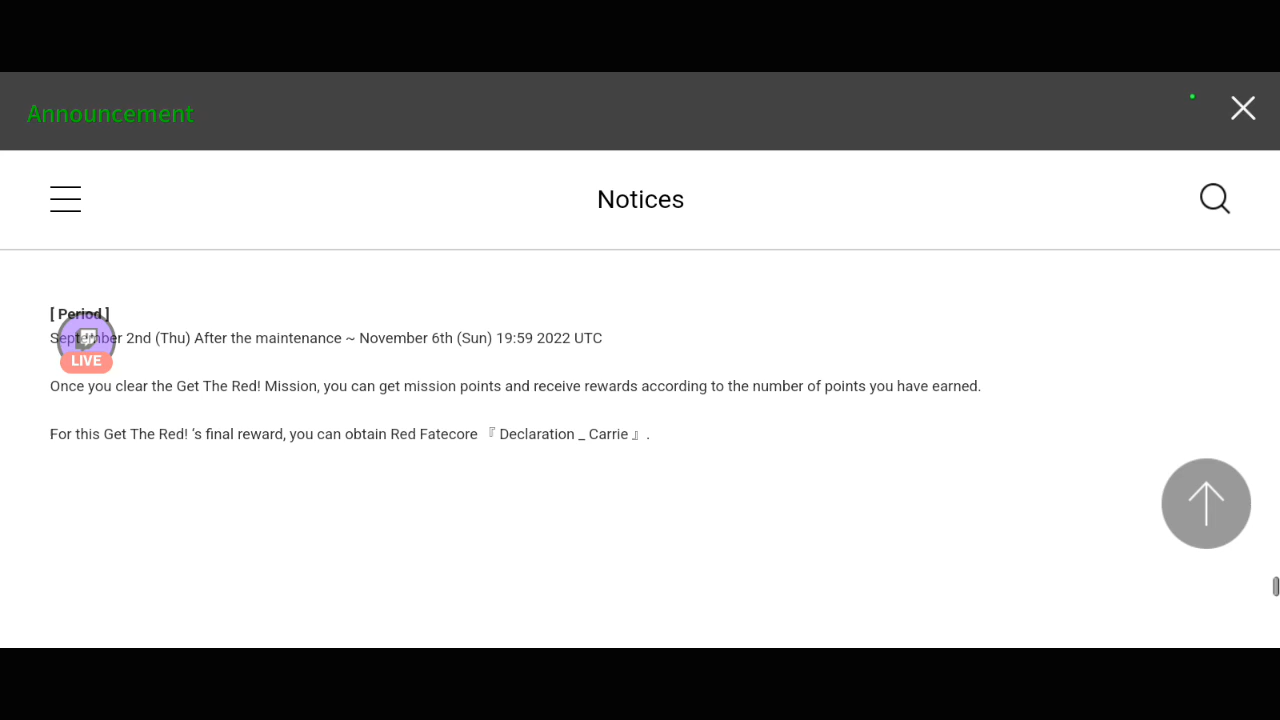 Announcement
Notices
[ Period ]
September 2nd (Thu) After the maintenance ~ November 6th (Sun) 19:59 2022 UTC
LIVE
Once you clear the Get The Red! Mission, you can get mission points and receive rewards according to the number of points you have earned.
For this Get The Red! 's final reward, you can obtain Red Fatecore 『 Declaration _ Carrie 』.